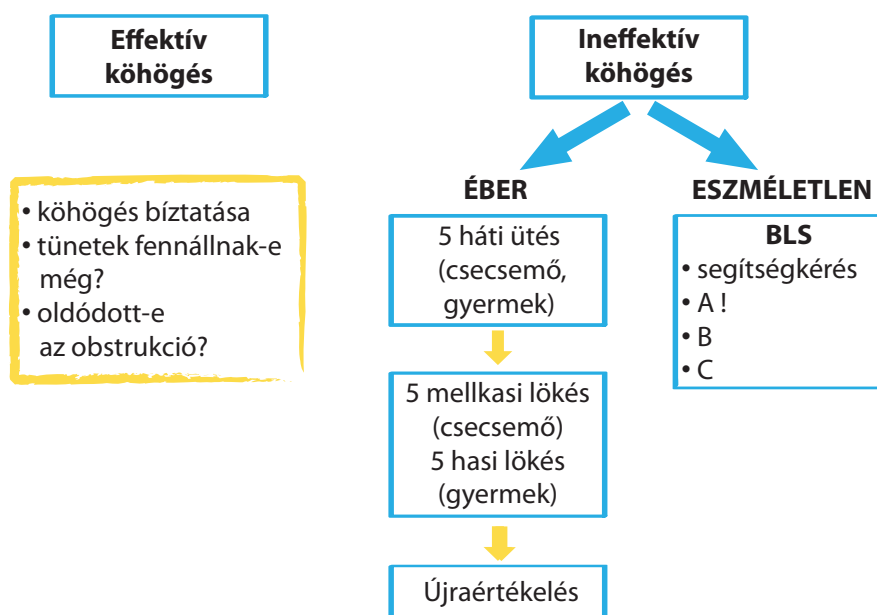 Effektív
köhögés
• köhögés bíztatása
• tünetek fennállnak-e
még?
• oldódott-e
az obstrukció?
Ineffektív
köhögés
ÉBER
5 háti ütés
(csecsemő,
gyermek)
5 mellkasi lökés
(csecsemő)
5 hasi lökés
(gyermek)
Újraértékelés
ESZMÉLETLEN
BLS
• segítségkérés
• A !
• B
• C